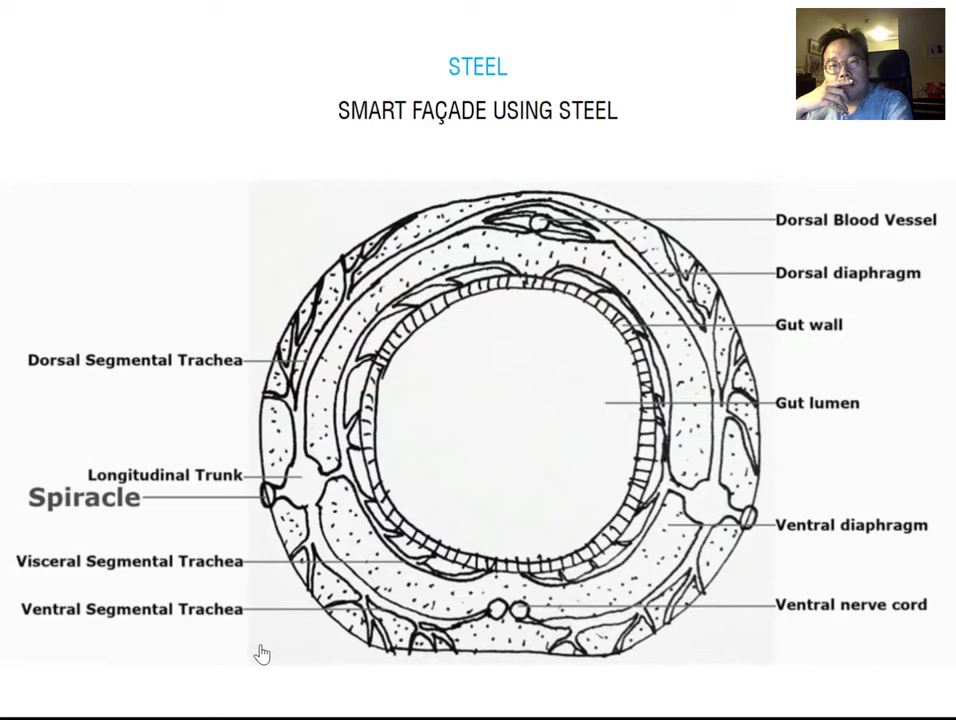 STEEL
SMART FAÇADE USING STEEL
Dorsal Blood Vessel
Dorsal diaphragm
Gut wall
Dorsal Segmental Trachea
Gut lumen
Longitudinal Trunk
Spiracle
Ventral diaphragm
Visceral Segmental Trachea
Ventral Segmental Trachea
Ventral nerve cord